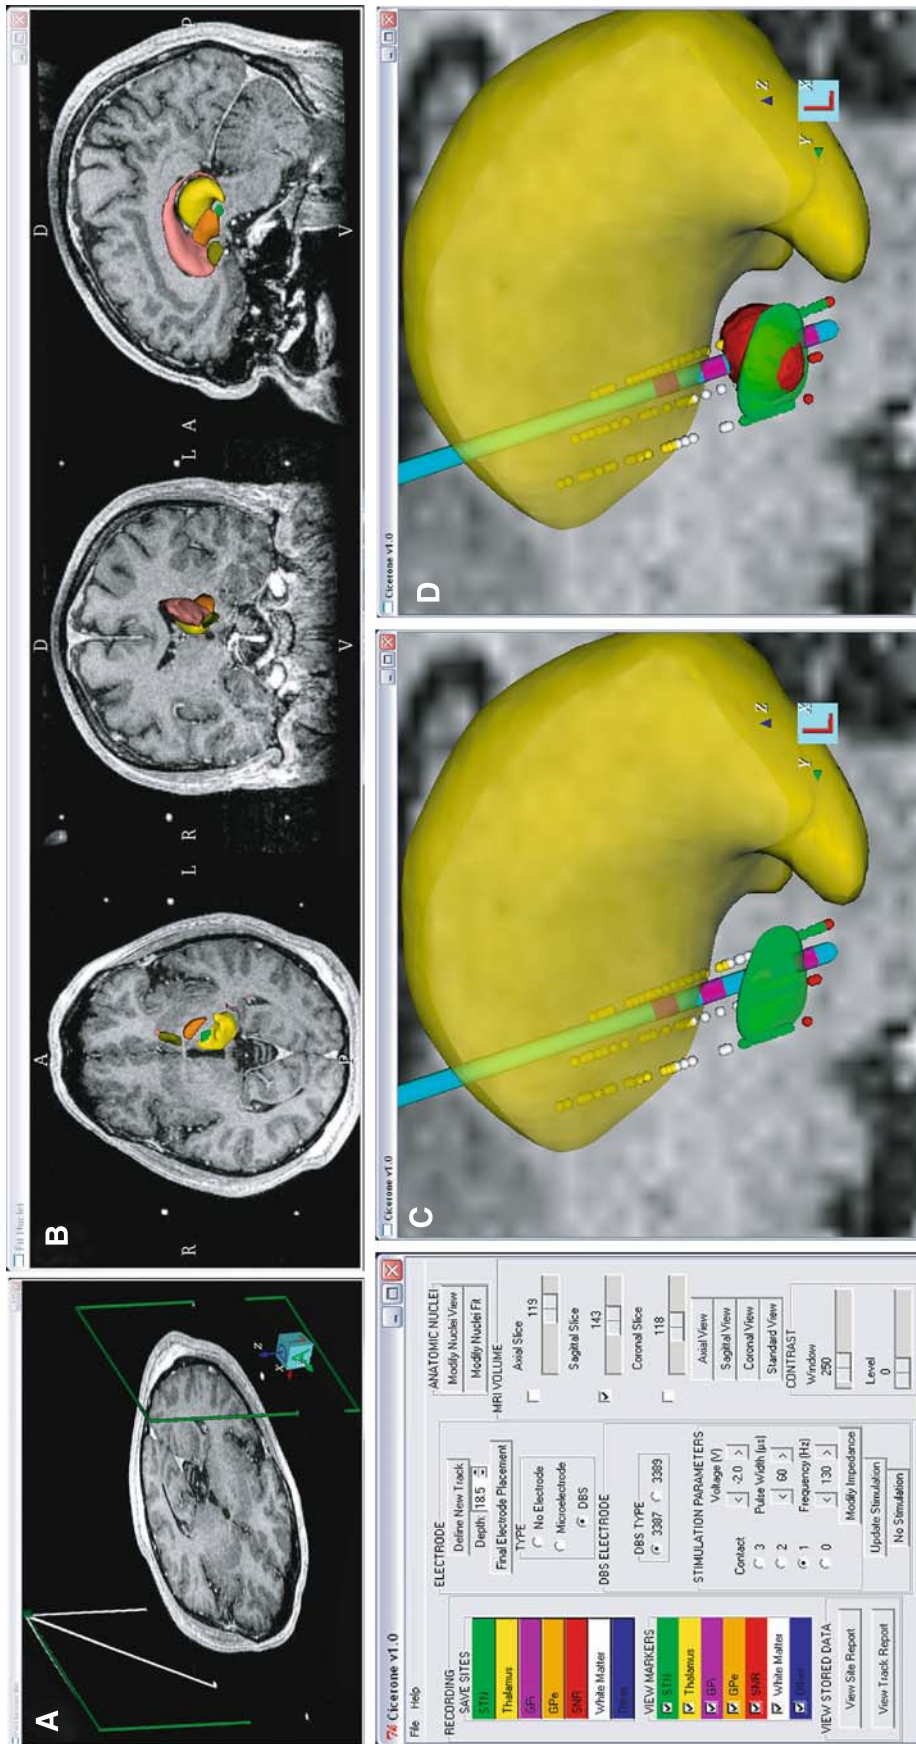 A
Fit Nuclei
B
A
R
L
P
D
R
L
V
D
A
P
V
Cicerone v1.0
File Help
RECORDING
SAVE SITES
STN
Thalamus
GPi
GPe
SNR
White Matter
Other
VIEW MARKERS
STN
Thalamus
GPi
GPe
SNR
White Matter
Other
VIEW STORED DATA
View Site Report
View Track Report
ELECTRODE
Define New Track
Depth: 18.5
Final Electrode Placement
TYPE
No Electrode
Microelectrode
DBS
DBS ELECTRODE
DBS TYPE
3387 3389
STIMULATION PARAMETERS
Contact Voltage (V)
3 < -2.0 >
Pulse Width (µs)
2 < 60 >
1 Frequency (Hz)
0 < 130 >
Modify Impedance
Update Stimulation
No Stimulation
ANATOMIC NUCLEI
Modify Nuclei View
Modify Nuclei Fit
MRI VOLUME
Axial Slice
119
Sagittal Slice
143
Coronal Slice
118
Axial View
Sagittal View
Coronal View
Standard View
CONTRAST
Window
250
Level
0
Cicerone v1.0
C
Z
Y
X
L
Cicerone v1.0
D
Z
Y
X
L